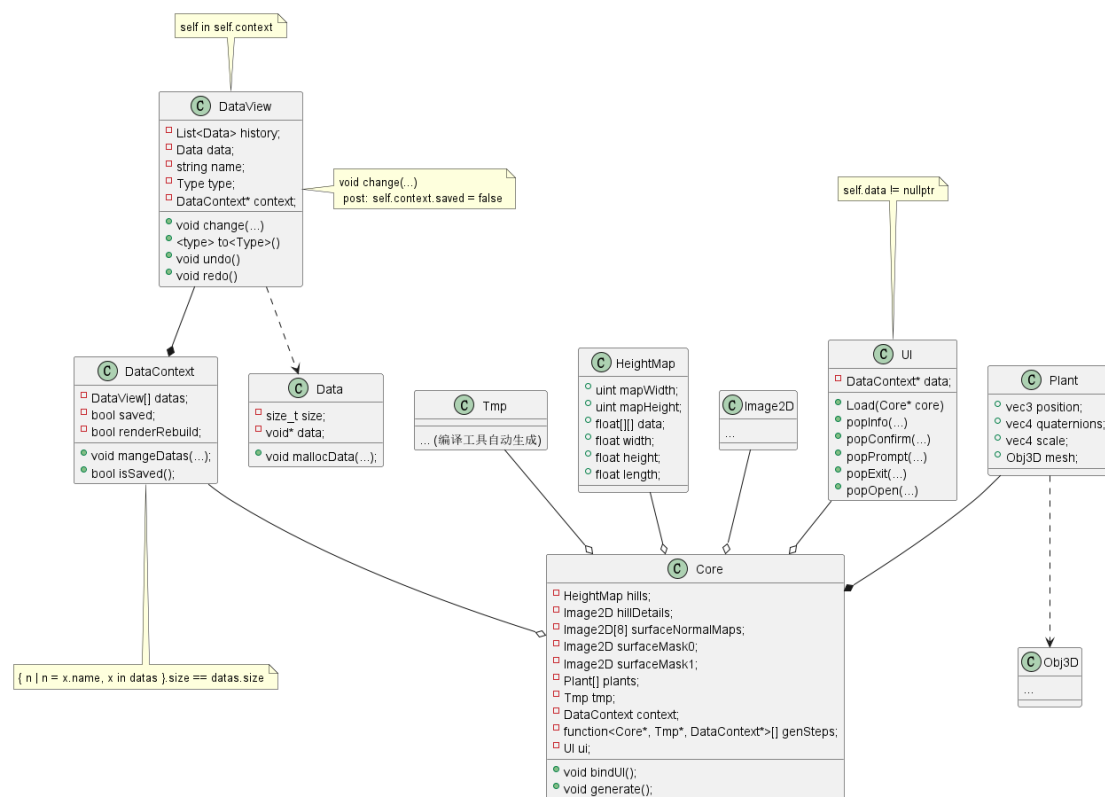 self in self.context
C DataView
List<Data> history;
Data data;
string name;
Type type;
DataContext* context;
void change(...)
<type> to<Type>()
void undo()
void redo()
void change(...)
post: self.context.saved = false
self.data != nullptr
C DataContext
DataView[] datas;
bool saved;
bool renderRebuild;
void mangeDatas(...);
bool isSaved();
C Data
size_t size;
void* data;
void mallocData(...);
C Tmp
... (编译工具自动生成)
C HeightMap
uint mapWidth;
uint mapHeight;
float[][] data;
float width;
float height;
float length;
C Image2D
...
C UI
DataContext* data;
Load(Core* core)
popInfo(...)
popConfirm(...)
popPrompt(...)
popExit(...)
popOpen(...)
C Plant
vec3 position;
vec4 quaternions;
vec4 scale;
Obj3D mesh;
{ n | n = x.name, x in datas }.size == datas.size
C Core
HeightMap hills;
Image2D hillDetails;
Image2D[8] surfaceNormalMaps;
Image2D surfaceMask0;
Image2D surfaceMask1;
Plant[] plants;
Tmp tmp;
DataContext context;
function<Core*, Tmp*, DataContext*>[] genSteps;
UI ui;
void bindUI();
void generate();
C Obj3D
...